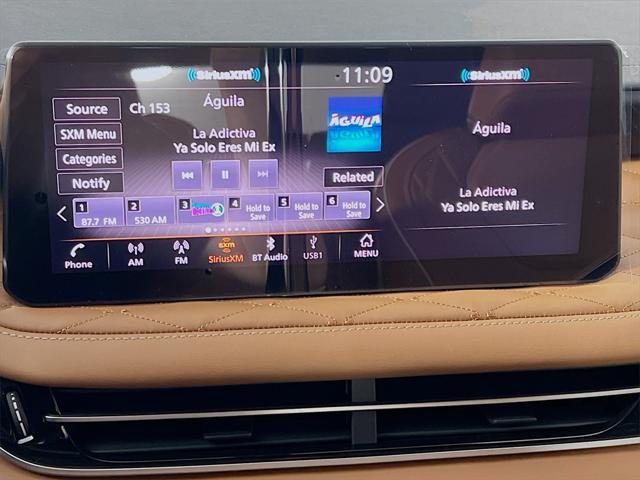 SiriusXM
11:09
SiriusXM
Source
Ch 153
Águila
SXM Menu
La Adictiva
Ya Solo Eres Mi Ex
Categories
Notify
ÁGUILA
Related
Águila
La Adictiva
Ya Solo Eres Mi Ex
1
87.7 FM
2
530 AM
3
4
Hold to
Save
5
Hold to
Save
6
Hold to
Save
Phone
AM
FM
sxm
SiriusXM
BT Audio
USB1
MENU